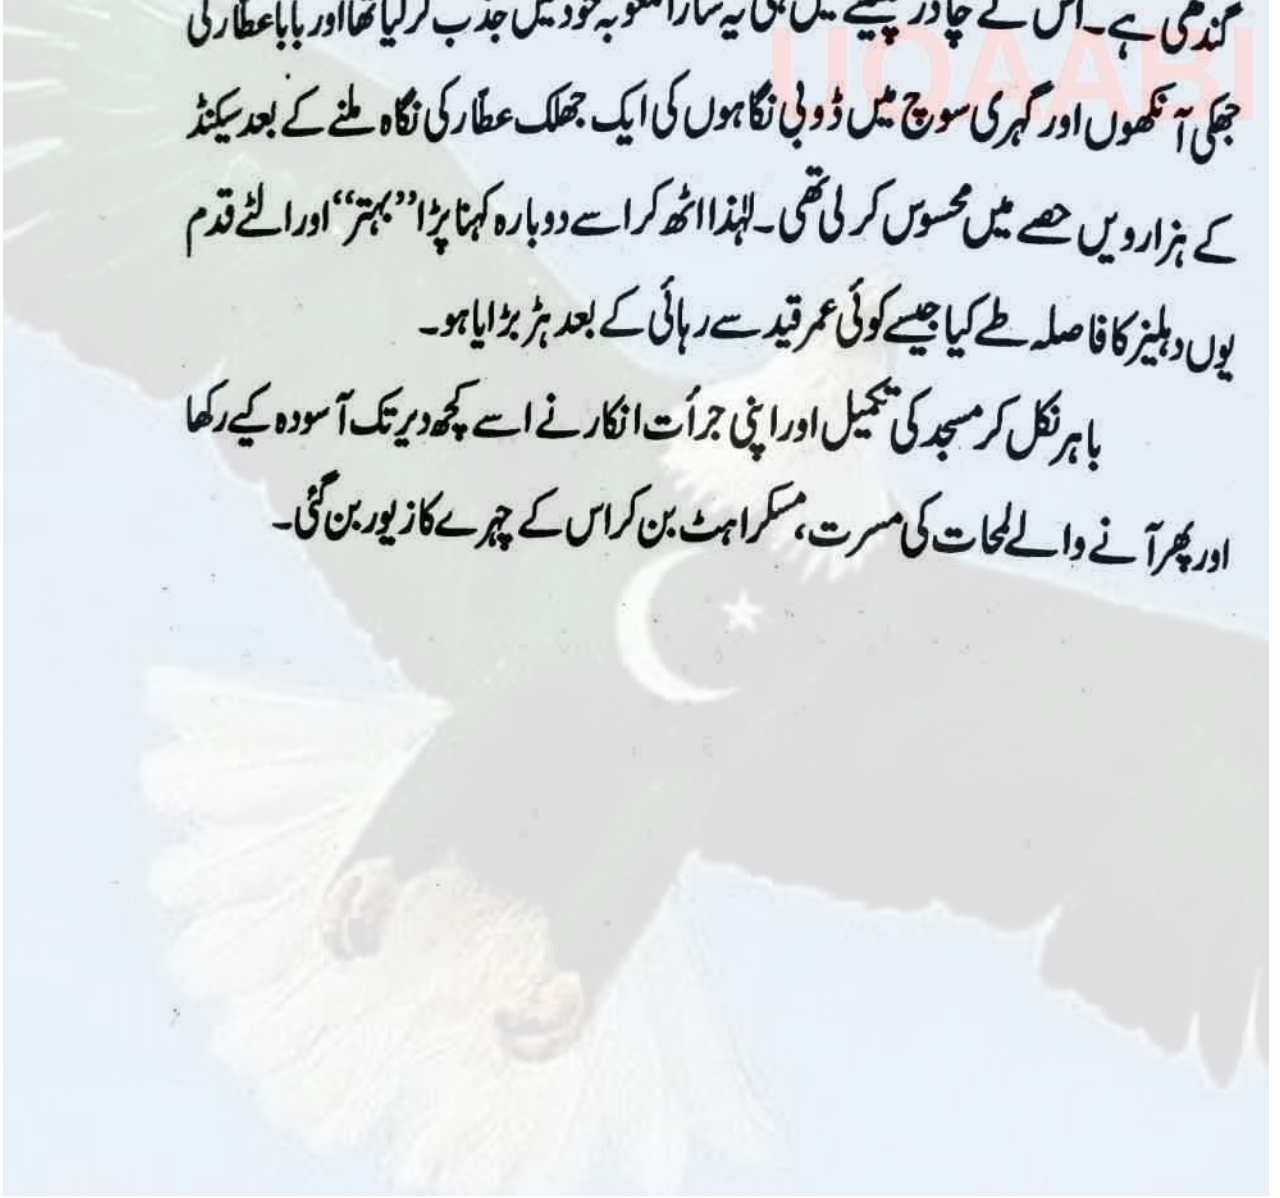 گندھی ہے۔ اس نے چادر لپیٹنے میں ہی یہ سارا منصوبہ خود میں جذب کر لیا تھا اور بابا عطار کی
UQAABI
جھکی آنکھوں اور گہری سوچ میں ڈوبی نگاہوں کی ایک جھلک عطّار کی نگاہ ملنے کے بعد سیکنڈ
کے ہزارویں حصے میں محسوس کر لی تھی۔ لہٰذا اٹھ کر اسے دوبارہ کہنا پڑا ”بہتر“ اور الٹے قدم
یوں دہلیز کا فاصلہ طے کیا جیسے کوئی عمر قید سے رہائی کے بعد ہڑبڑایا ہو۔
باہر نکل کر مسجد کی تکمیل اور اپنی جرأت انکار نے اسے کچھ دیر تک آسودہ کیے رکھا
اور پھر آنے والے لمحات کی مسرت، مسکراہٹ بن کر اس کے چہرے کا زیور بن گئی۔